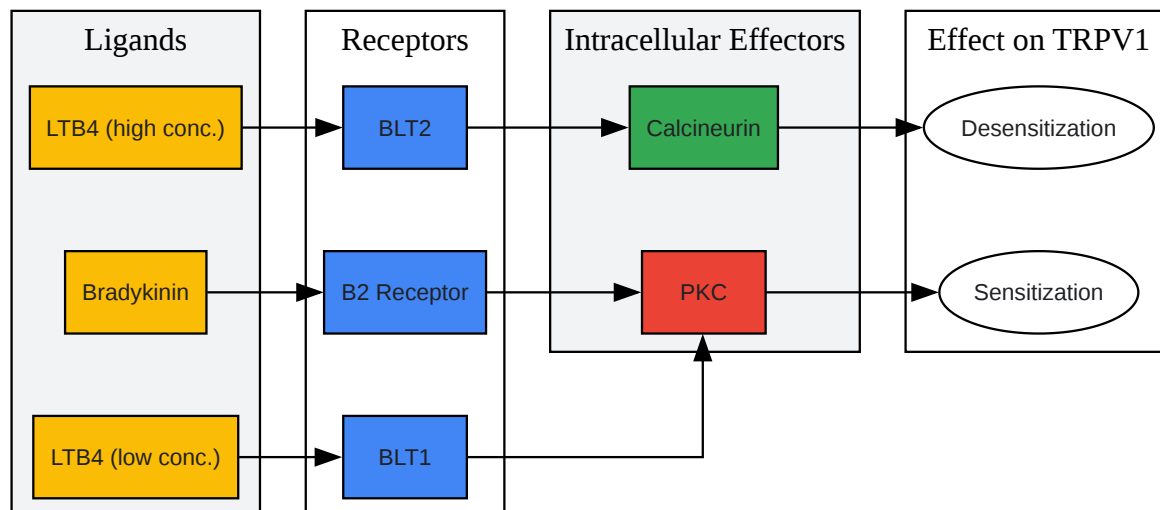 Ligands
Receptors
Intracellular Effectors
Effect on TRPV1
LTB4 (high conc.)
BLT2
Calcineurin
Desensitization
Bradykinin
B2 Receptor
PKC
Sensitization
LTB4 (low conc.)
BLT1